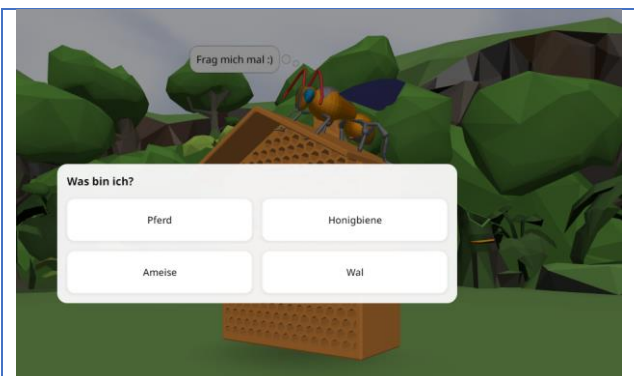 Frag mich mal :)
Was bin ich?
Pferd
Honigbiene
Ameise
Wal